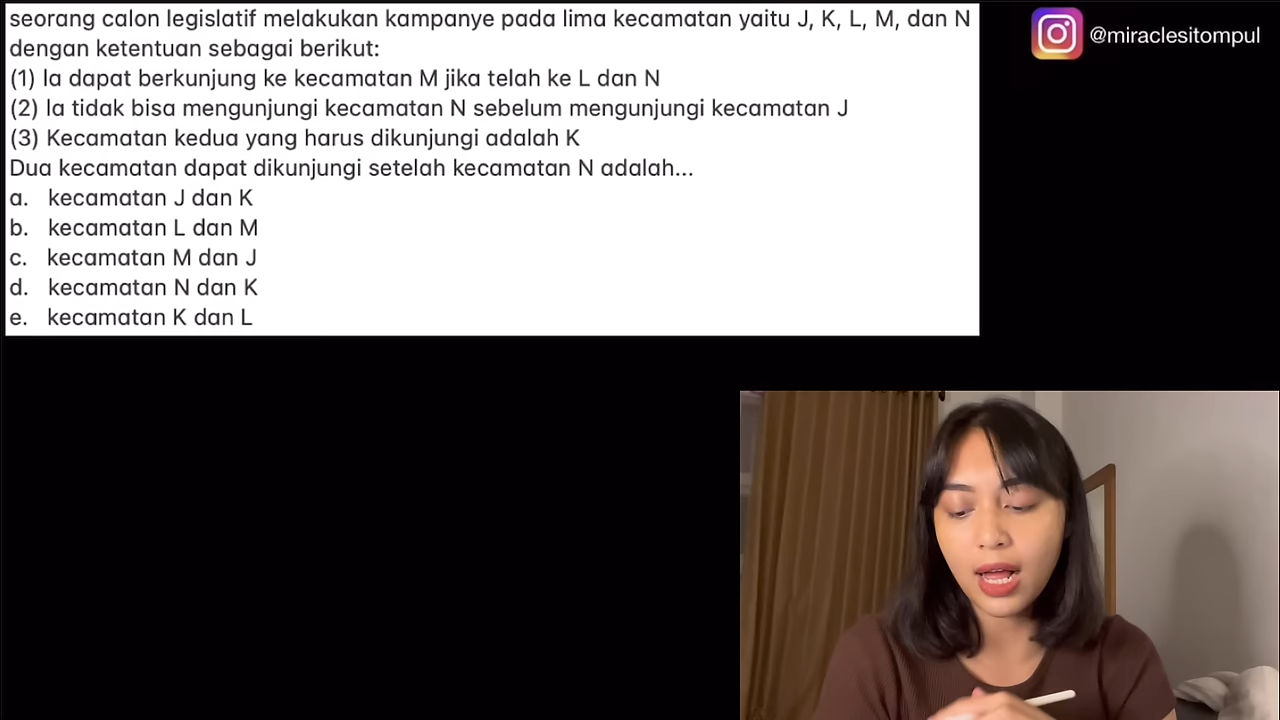 seorang calon legislatif melakukan kampanye pada lima kecamatan yaitu J, K, L, M, dan N
dengan ketentuan sebagai berikut:
(1) Ia dapat berkunjung ke kecamatan M jika telah ke L dan N
(2) Ia tidak bisa mengunjungi kecamatan N sebelum mengunjungi kecamatan J
(3) Kecamatan kedua yang harus dikunjungi adalah K
Dua kecamatan dapat dikunjungi setelah kecamatan N adalah...
a. kecamatan J dan K
b. kecamatan L dan M
c. kecamatan M dan J
d. kecamatan N dan K
e. kecamatan K dan L
@miraclesitompul